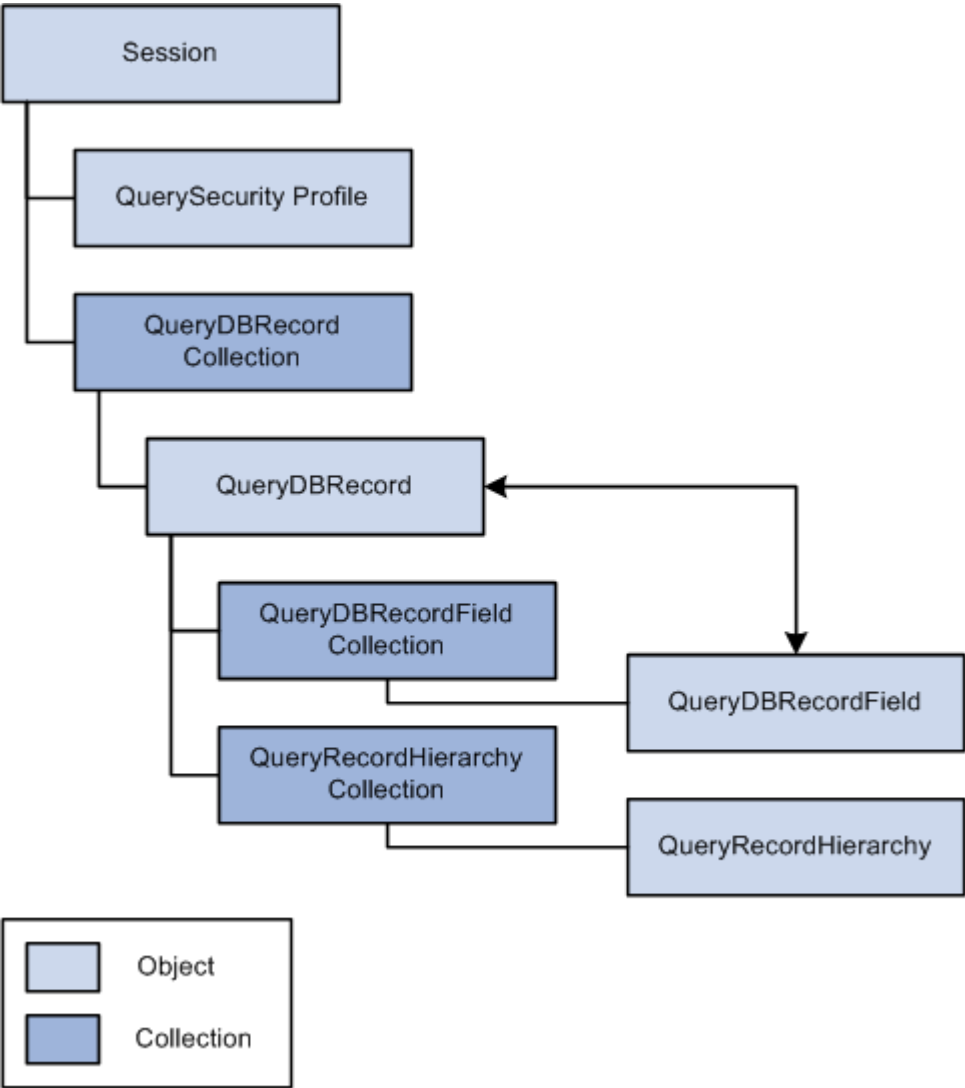 Session
QuerySecurity Profile
QueryDBRecord
Collection
QueryDBRecord
QueryDBRecordField
Collection
QueryDBRecordField
QueryRecordHierarchy
Collection
QueryRecordHierarchy
Object
Collection